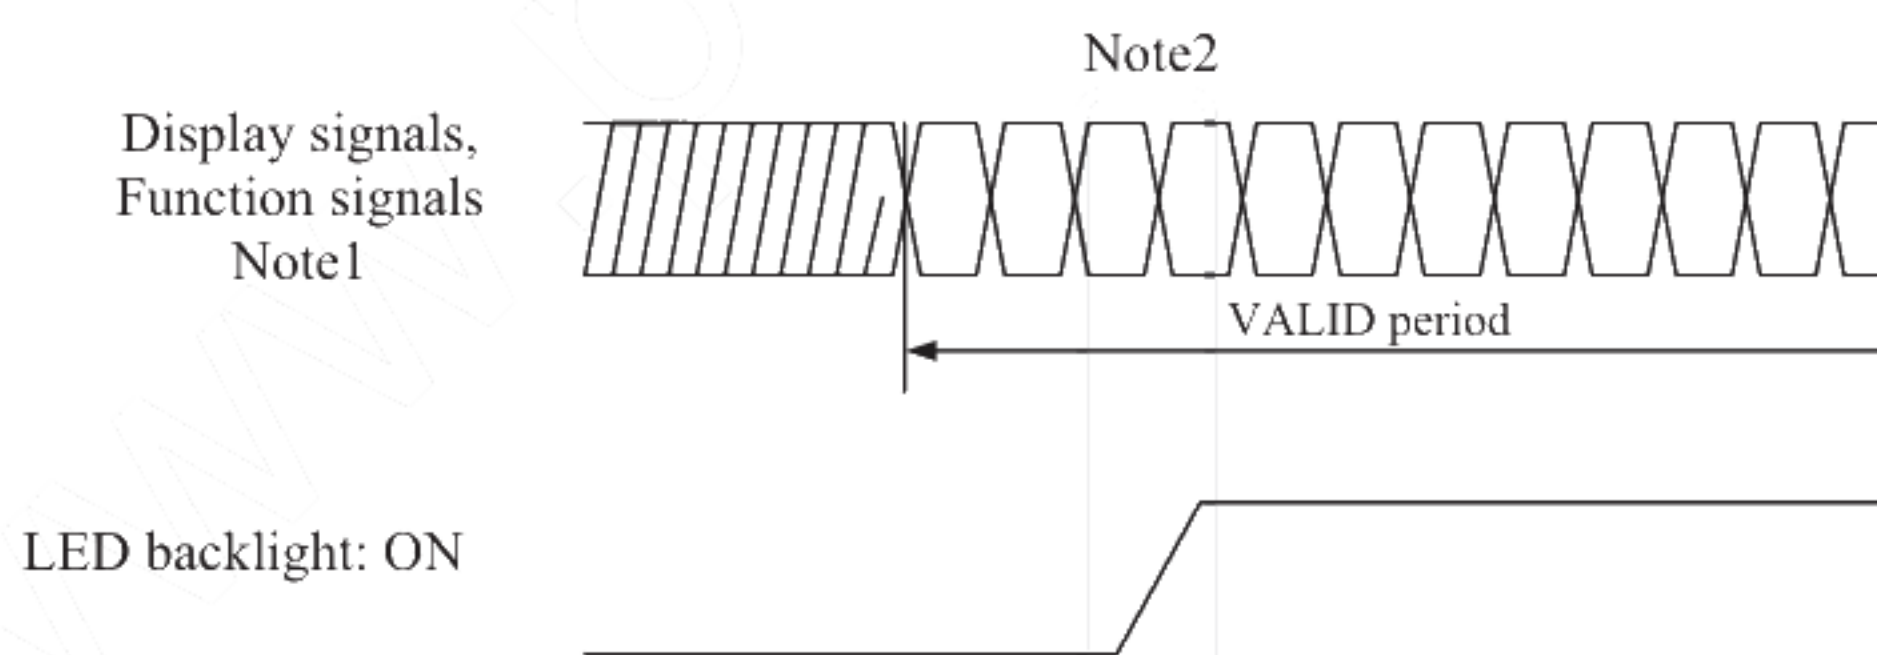 Note2
Display signals,
Function signals
Note1
VALID period
LED backlight: ON